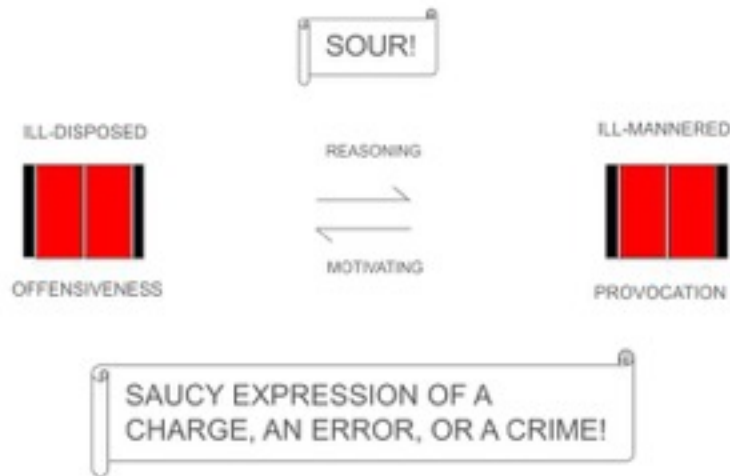 SOUR!
ILL-DISPOSED
ILL-MANNERED
REASONING
MOTIVATING
OFFENSIVENESS
PROVOCATION
SAUCY EXPRESSION OF A
CHARGE, AN ERROR, OR A CRIME!